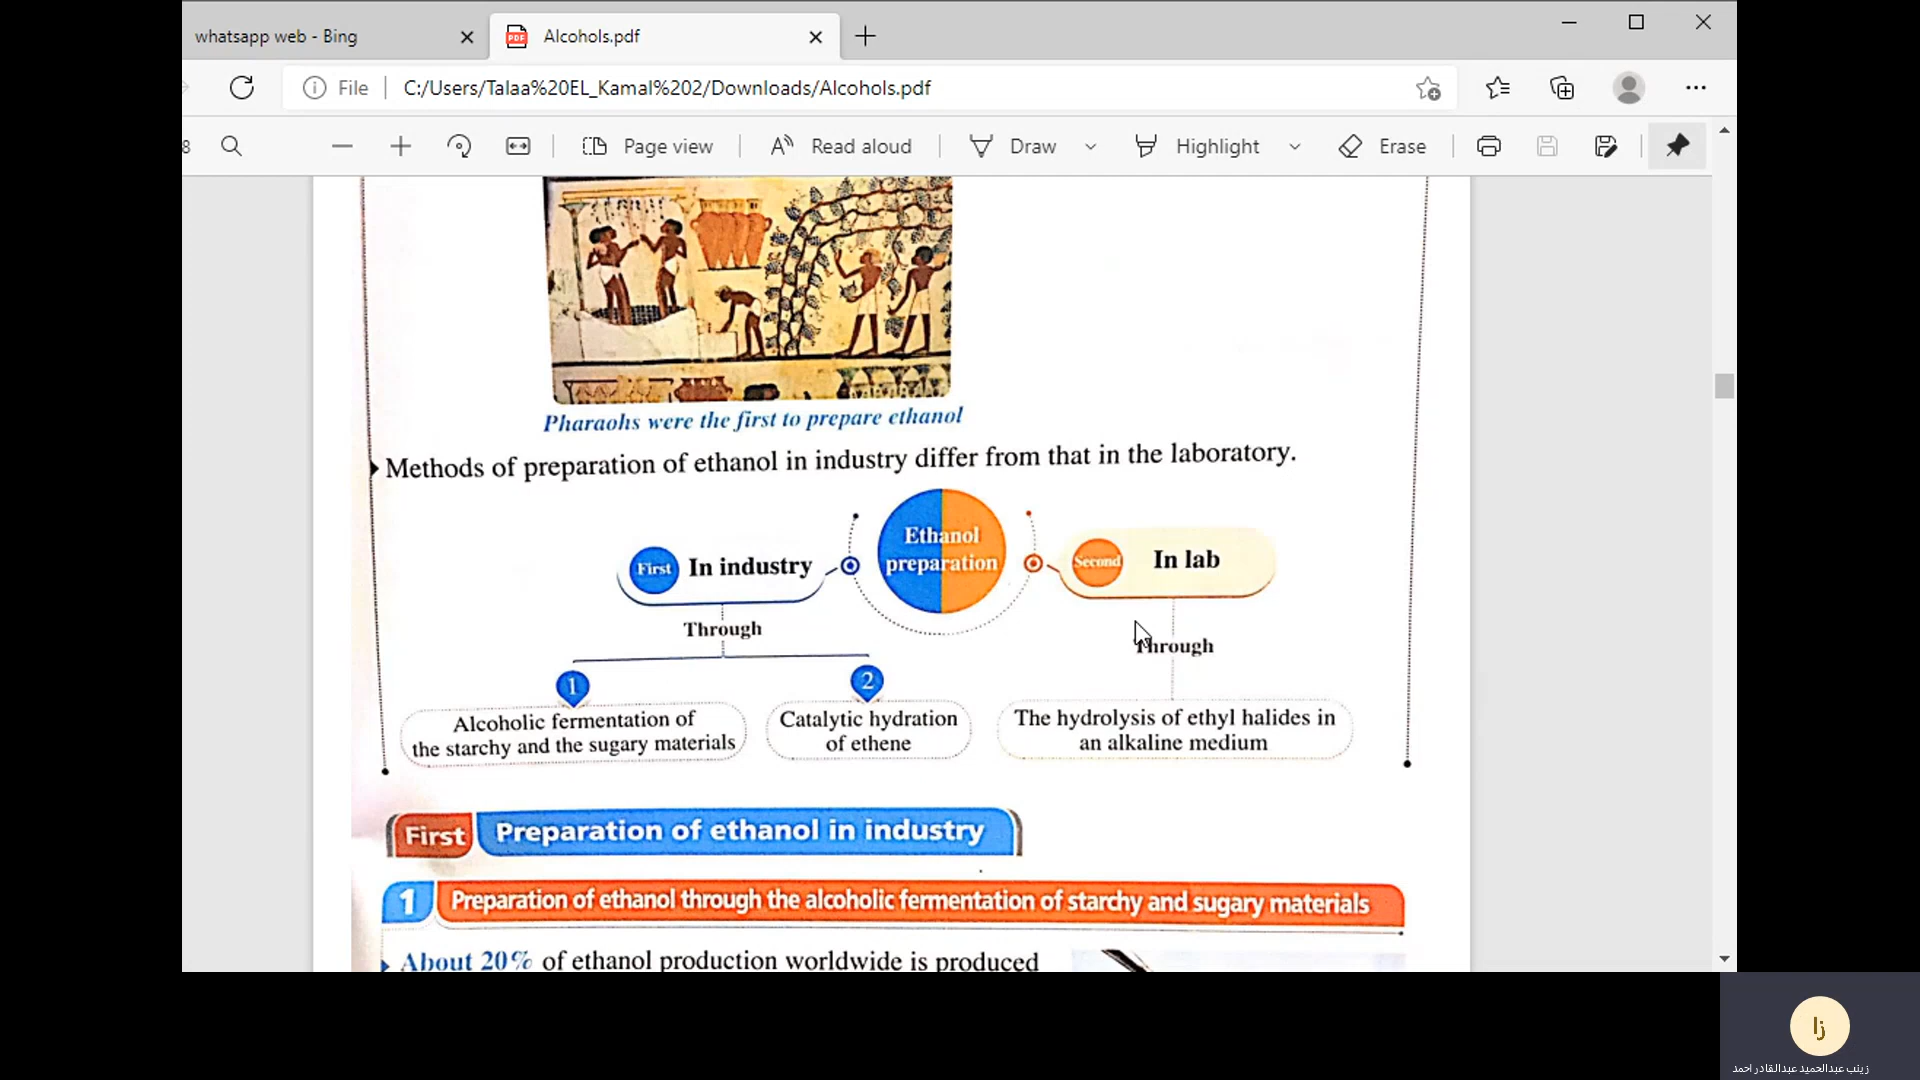 whatsapp web - Bing
Alcohols.pdf
File
C:/Users/Talaa%20EL_Kamal%202/Downloads/Alcohols.pdf
8
Page view
Read aloud
Draw
Highlight
Erase
Pharaohs were the first to prepare ethanol
Methods of preparation of ethanol in industry differ from that in the laboratory.
Ethanol
preparation
First In industry
Second In lab
Through
Through
1
2
Alcoholic fermentation of
the starchy and the sugary materials
Catalytic hydration
of ethene
The hydrolysis of ethyl halides in
an alkaline medium
First Preparation of ethanol in industry
1 Preparation of ethanol through the alcoholic fermentation of starchy and sugary materials
About 20% of ethanol production worldwide is produced
زا
زينب عبدالحميد عبدالقادر احمد